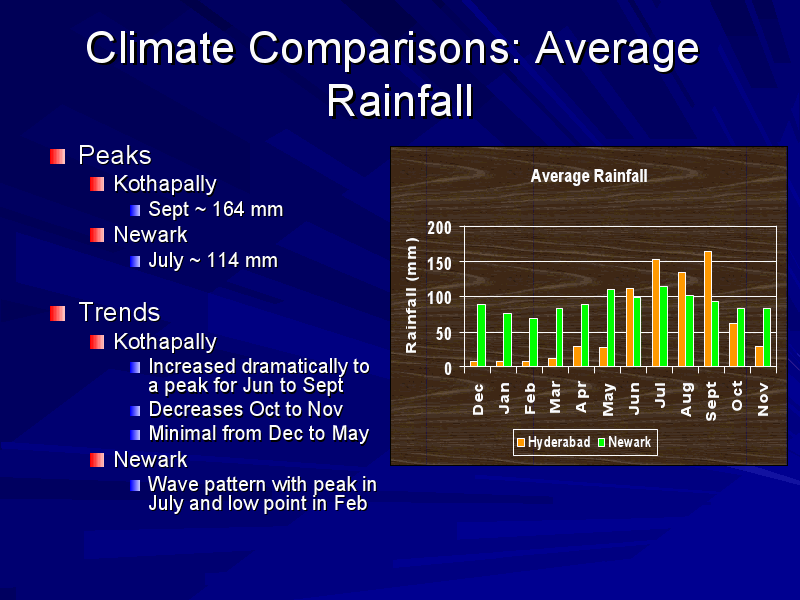 Climate Comparisons: Average
Rainfall
Peaks
Kothapally
Sept ~ 164 mm
Newark
July ~ 114 mm
Trends
Kothapally
Increased dramatically to
a peak for Jun to Sept
Decreases Oct to Nov
Minimal from Dec to May
Newark
Wave pattern with peak in
July and low point in Feb
Average Rainfall
Rainfall (mm)
200
150
100
50
0
Dec Jan Feb Mar Apr May Jun Jul Aug Sept Oct Nov
Hyderabad Newark